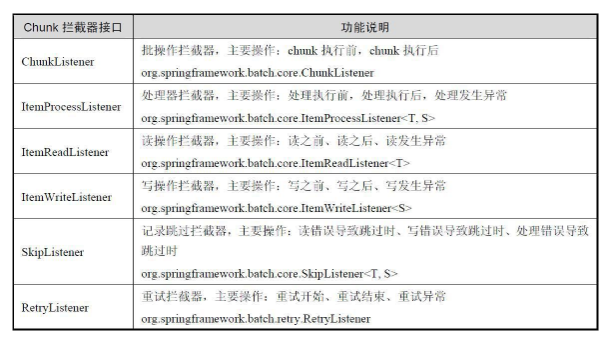 Chunk 拦截器接口 功能说明
ChunkListener
批操作拦截器，主要操作：chunk 执行前，chunk 执行后
org.springframework.batch.core.ChunkListener
ItemProcessListener
处理器拦截器，主要操作：处理执行前，处理执行后，处理发生异常
org.springframework.batch.core.ItemProcessListener<T, S>
ItemReadListener
读操作拦截器，主要操作：读之前、读之后、读发生异常
org.springframework.batch.core.ItemReadListener<T>
ItemWriteListener
写操作拦截器，主要操作：写之前、写之后、写发生异常
org.springframework.batch.core.ItemWriteListener<S>
SkipListener
记录跳过拦截器，主要操作：读错误导致跳过时、写错误导致跳过时、处理错误导致
跳过时
org.springframework.batch.core.SkipListener<T, S>
RetryListener
重试拦截器，主要操作：重试开始、重试结束、重试异常
org.springframework.batch.retry.RetryListener